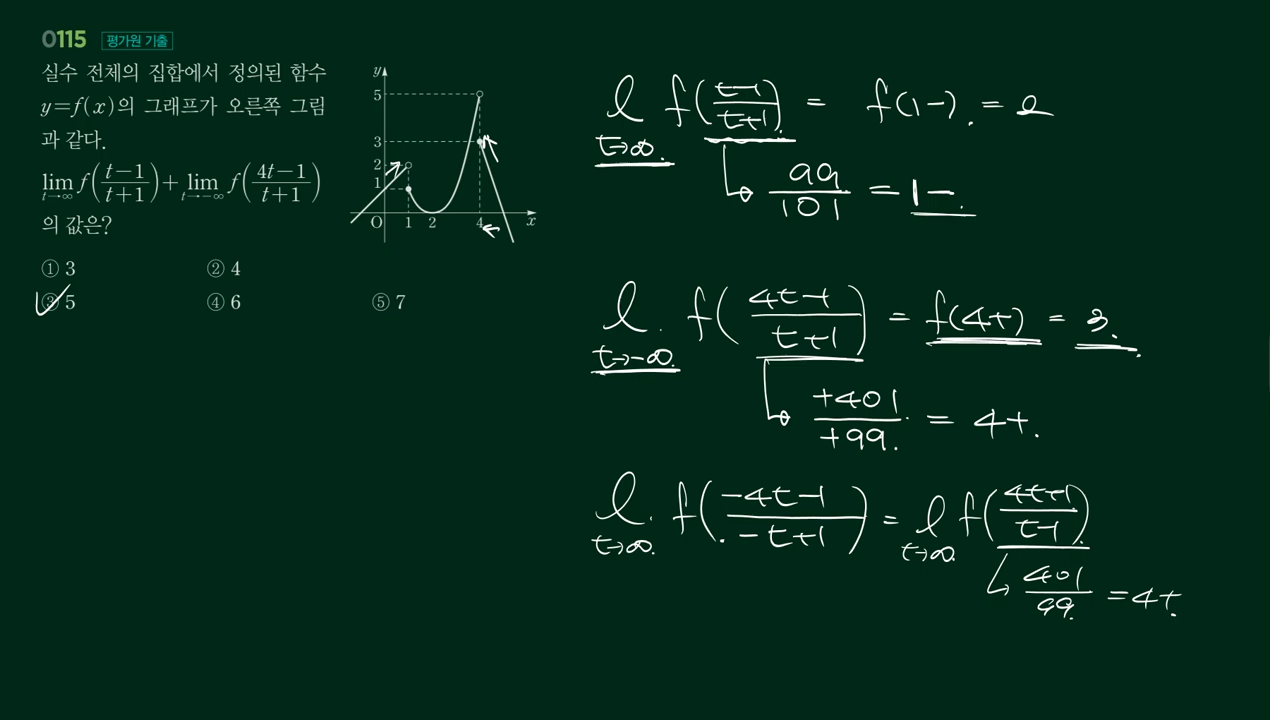 0115 평가원 기출
실수 전체의 집합에서 정의된 함수
y=f(x)의 그래프가 오른쪽 그림
과 같다.
lim_{t→∞} f((t-1)/(t+1)) + lim_{t→-∞} f((4t-1)/(t+1))
의 값은?
① 3 ② 4
③ 5 ④ 6 ⑤ 7
y
5
3
2
1
O 1 2 4 x
l_{t→∞.} f((t-1)/(t+1)) = f(1-). = 2
99/101 = 1-.
l._{t→-∞.} f((4t-1)/(t+1)) = f(4+) = 3.
+401/+99. = 4+.
l._{t→∞.} f((-4t-1)/(-t+1)) = l_{t→∞.} f((4t+1)/(t-1))
401/99. = 4+.